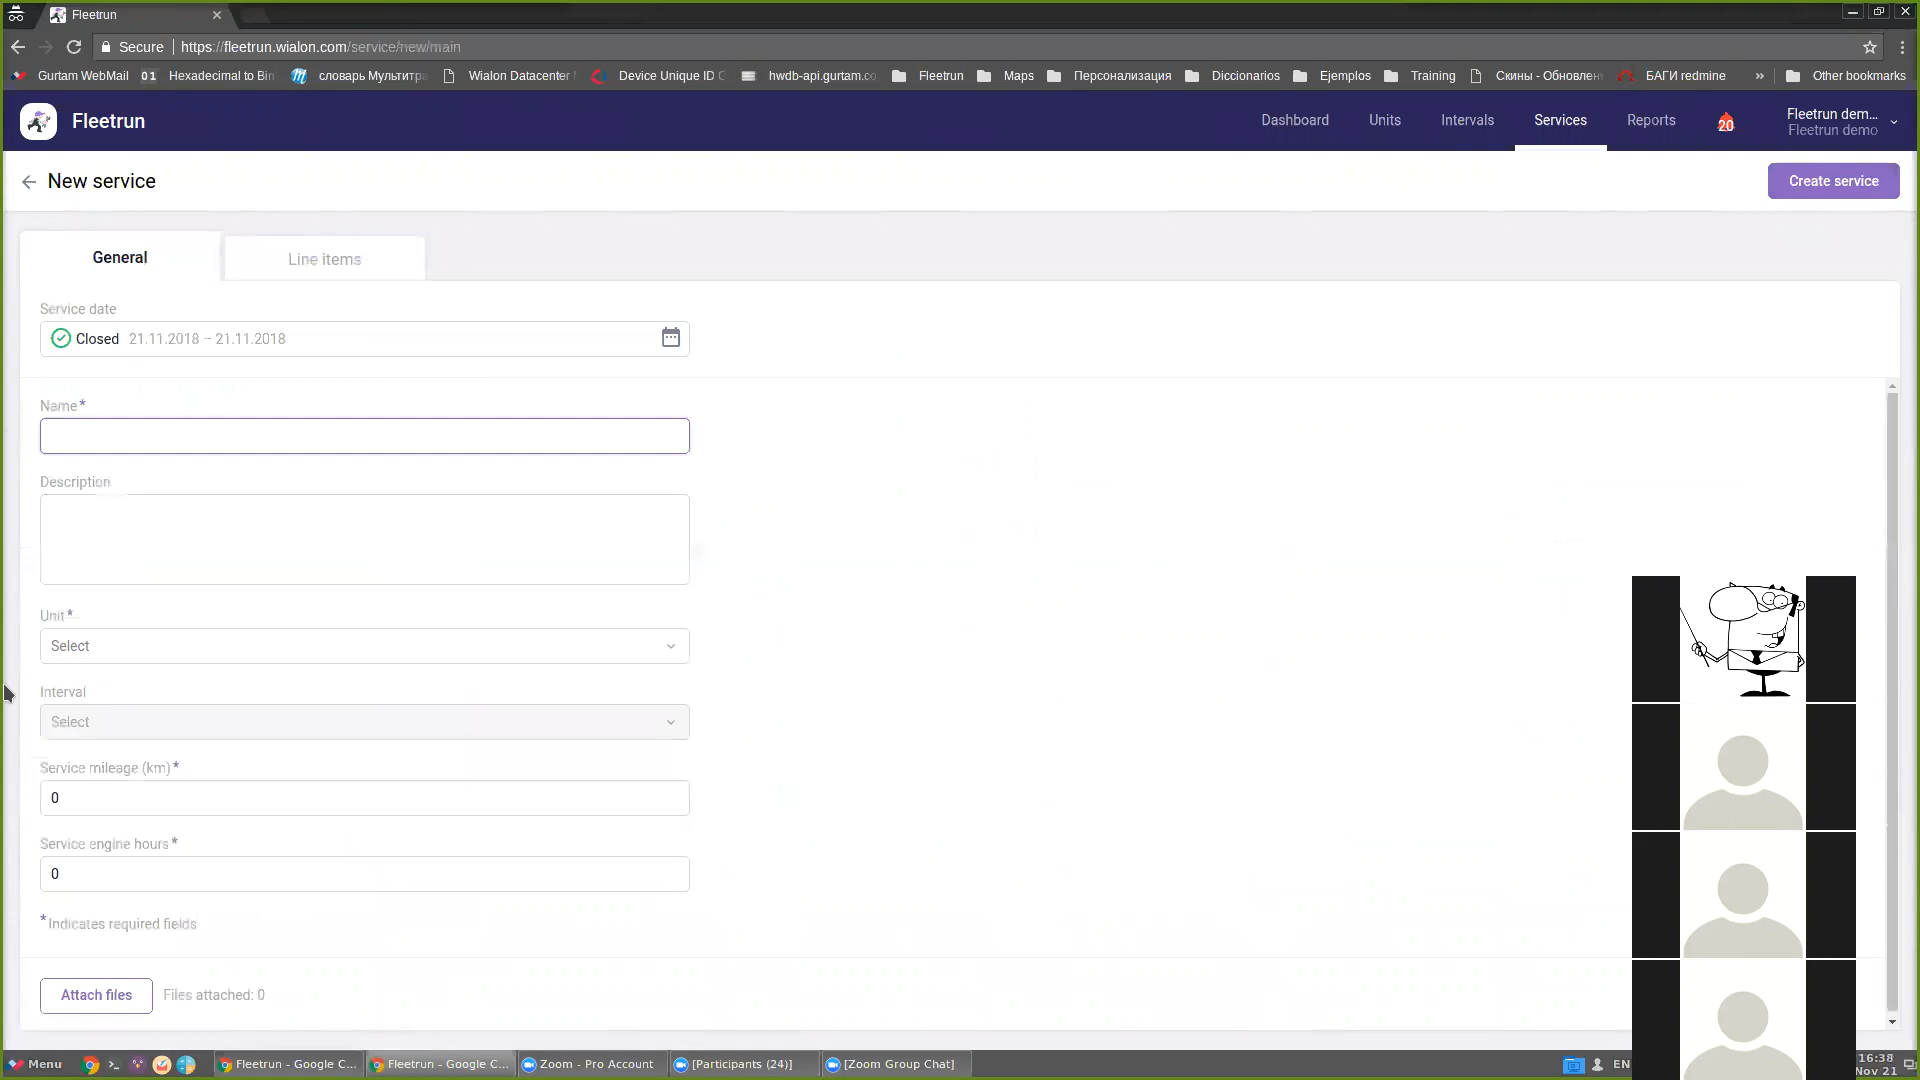 Fleetrun
Secure https://fleetrun.wialon.com/service/new/main
Gurtam WebMail
01 Hexadecimal to Bin
словарь Мультитра
Wialon Datacenter
Device Unique ID
hwdb-api.gurtam.co
Fleetrun
Maps
Персонализация
Diccionarios
Ejemplos
Training
Скины - Обновлен
БАГИ redmine
»
Other bookmarks
Fleetrun
Dashboard
Units
Intervals
Services
Reports
20
Fleetrun dem...
Fleetrun demo
New service
Create service
General
Line items
Service date
Closed 21.11.2018 – 21.11.2018
Name*
Description
Unit*
Select
Interval
Select
Service mileage (km)*
0
Service engine hours*
0
*Indicates required fields
Attach files
Files attached: 0
Menu
Fleetrun - Google C...
Fleetrun - Google C...
Zoom - Pro Account
[Participants (24)]
[Zoom Group Chat]
EN
16:38
Nov 21